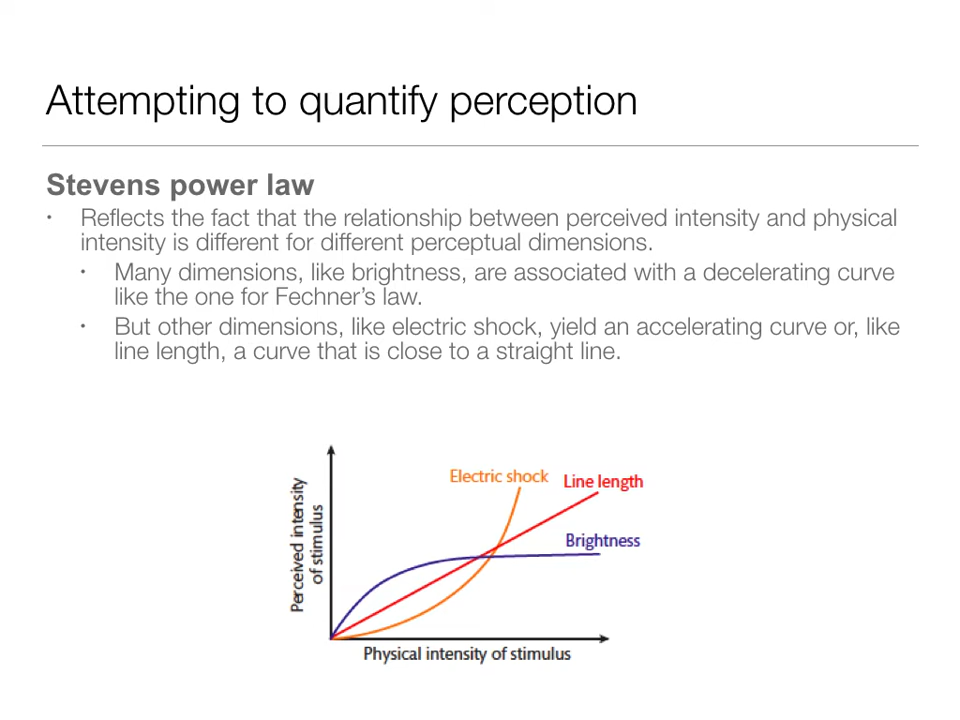 Attempting to quantify perception
Stevens power law
• Reflects the fact that the relationship between perceived intensity and physical
intensity is different for different perceptual dimensions.
• Many dimensions, like brightness, are associated with a decelerating curve
like the one for Fechner’s law.
• But other dimensions, like electric shock, yield an accelerating curve or, like
line length, a curve that is close to a straight line.
Perceived intensity
of stimulus
Electric shock
Line length
Brightness
Physical intensity of stimulus